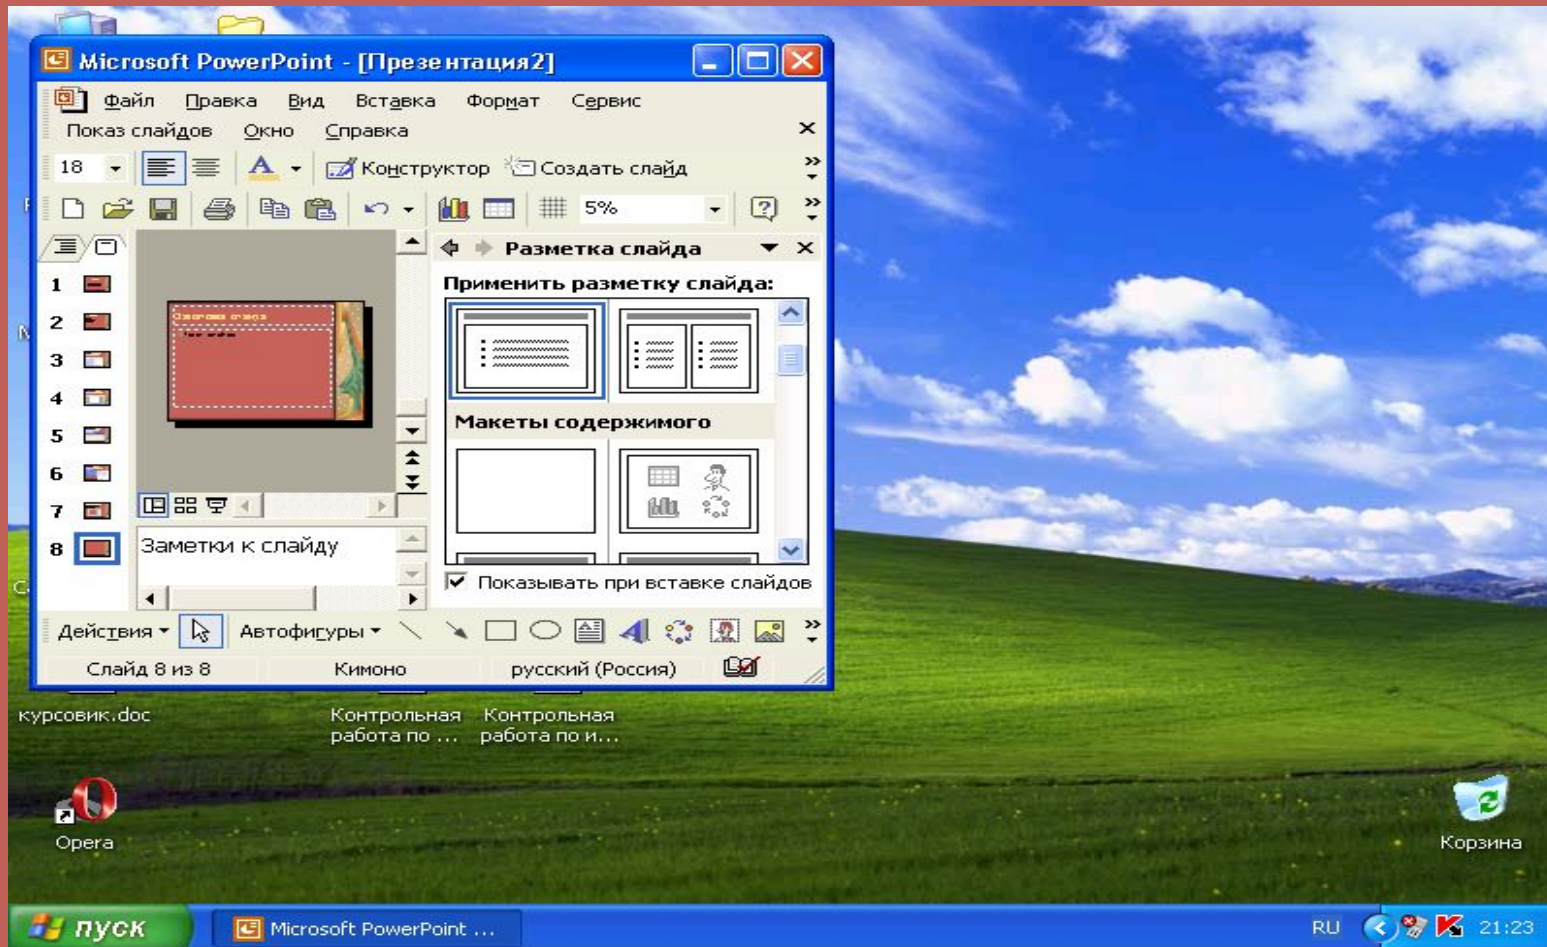 Microsoft PowerPoint - [Презентация2]
Файл Правка Вид Вставка Формат Сервис
Показ слайдов Окно Справка
18 Конструктор Создать слайд
5%
Разметка слайда
Применить разметку слайда:
1
2
3
4
Макеты содержимого
5
6
7
8
Заметки к слайду
Показывать при вставке слайдов
Действия Автофигуры
Слайд 8 из 8 Кимоно русский (Россия)
курсовик.doc
Контрольная работа по ...
Контрольная работа по и...
Opera
Корзина
пуск Microsoft PowerPoint ... RU 21:23